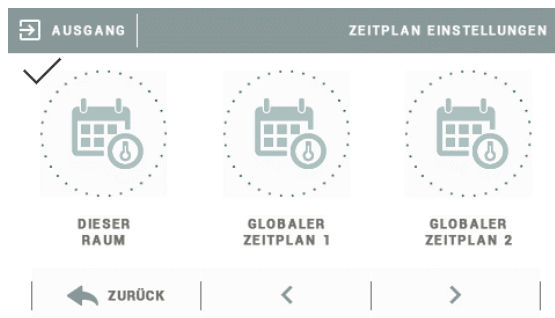 AUSGANG
ZEITPLAN EINSTELLUNGEN
DIESER
RAUM
GLOBALER
ZEITPLAN 1
GLOBALER
ZEITPLAN 2
ZURÜCK